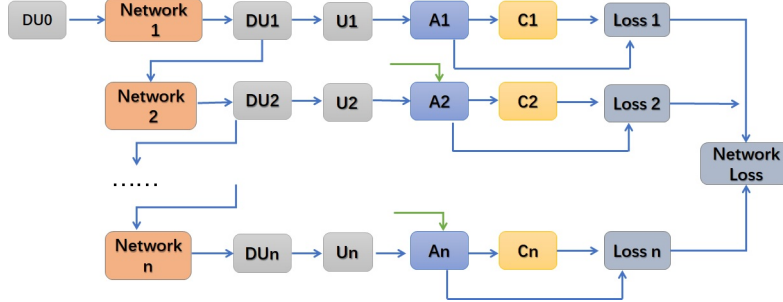 DU0
Network
1
DU1
U1
A1
C1
Loss 1
Network
2
DU2
U2
A2
C2
Loss 2
Network
Loss
......
Network
n
DUn
Un
An
Cn
Loss n